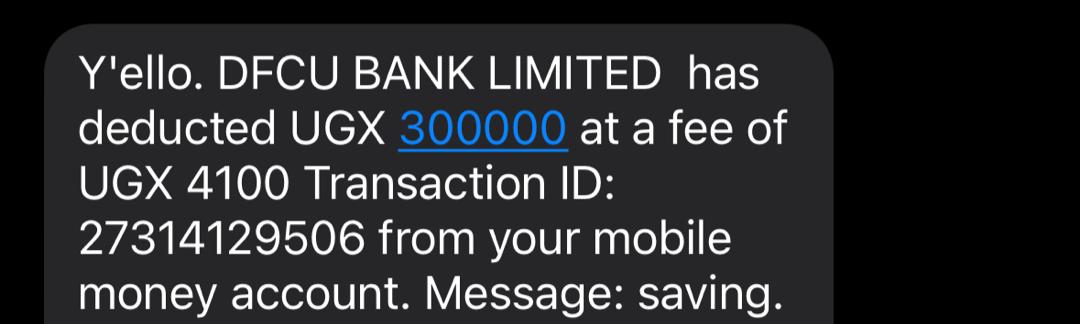 Y'ello. DFCU BANK LIMITED  has
deducted UGX 300000 at a fee of
UGX 4100 Transaction ID:
27314129506 from your mobile
money account. Message: saving.